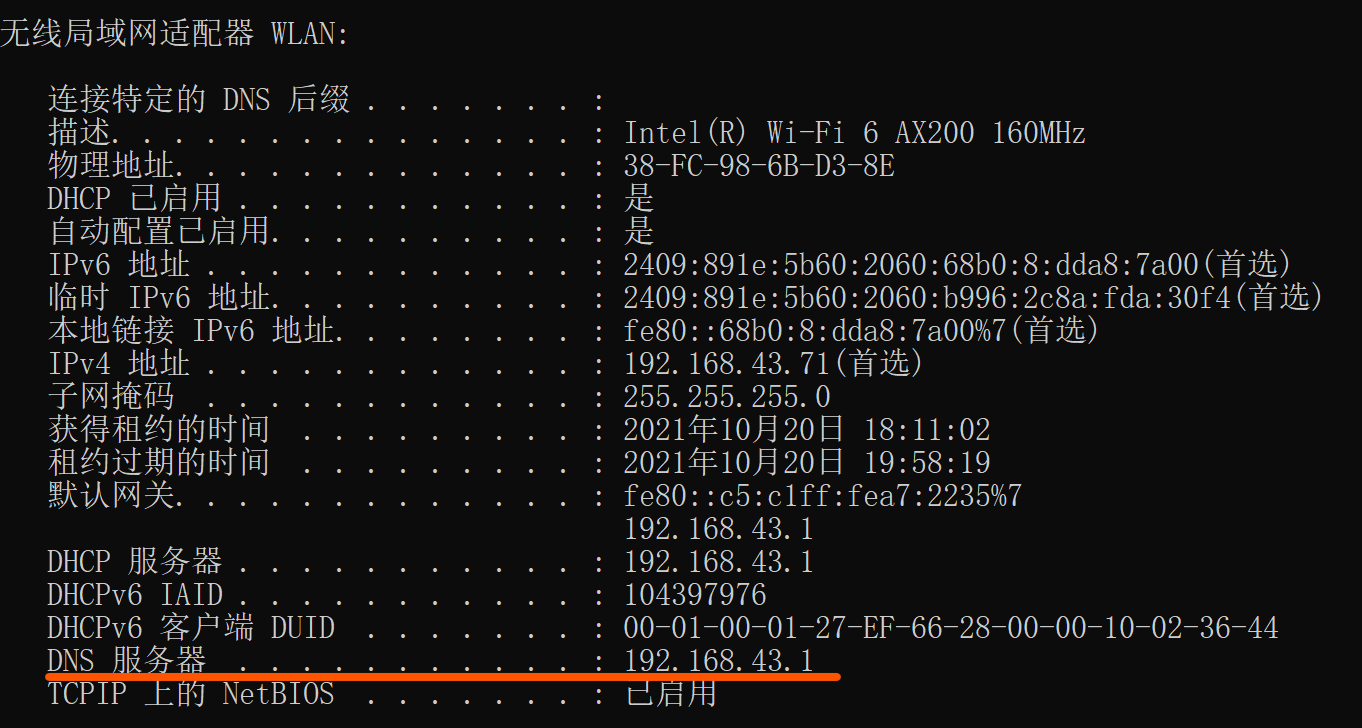 无线局域网适配器 WLAN:
连接特定的 DNS 后缀 . . . . . . . :
描述. . . . . . . . . . . . . . . : Intel(R) Wi-Fi 6 AX200 160MHz
物理地址. . . . . . . . . . . . . : 38-FC-98-6B-D3-8E
DHCP 已启用 . . . . . . . . . . . : 是
自动配置已启用. . . . . . . . . . : 是
IPv6 地址 . . . . . . . . . . . . : 2409:891e:5b60:2060:68b0:8:dda8:7a00(首选)
临时 IPv6 地址. . . . . . . . . . : 2409:891e:5b60:2060:b996:2c8a:fda:30f4(首选)
本地链接 IPv6 地址. . . . . . . . : fe80::68b0:8:dda8:7a00%7(首选)
IPv4 地址 . . . . . . . . . . . . : 192.168.43.71(首选)
子网掩码  . . . . . . . . . . . . : 255.255.255.0
获得租约的时间  . . . . . . . . . : 2021年10月20日 18:11:02
租约过期的时间  . . . . . . . . . : 2021年10月20日 19:58:19
默认网关. . . . . . . . . . . . . : fe80::c5:c1ff:fea7:2235%7
192.168.43.1
DHCP 服务器 . . . . . . . . . . . : 192.168.43.1
DHCPv6 IAID . . . . . . . . . . . : 104397976
DHCPv6 客户端 DUID  . . . . . . . : 00-01-00-01-27-EF-66-28-00-00-10-02-36-44
DNS 服务器  . . . . . . . . . . . : 192.168.43.1
TCPIP 上的 NetBIOS  . . . . . . . : 已启用